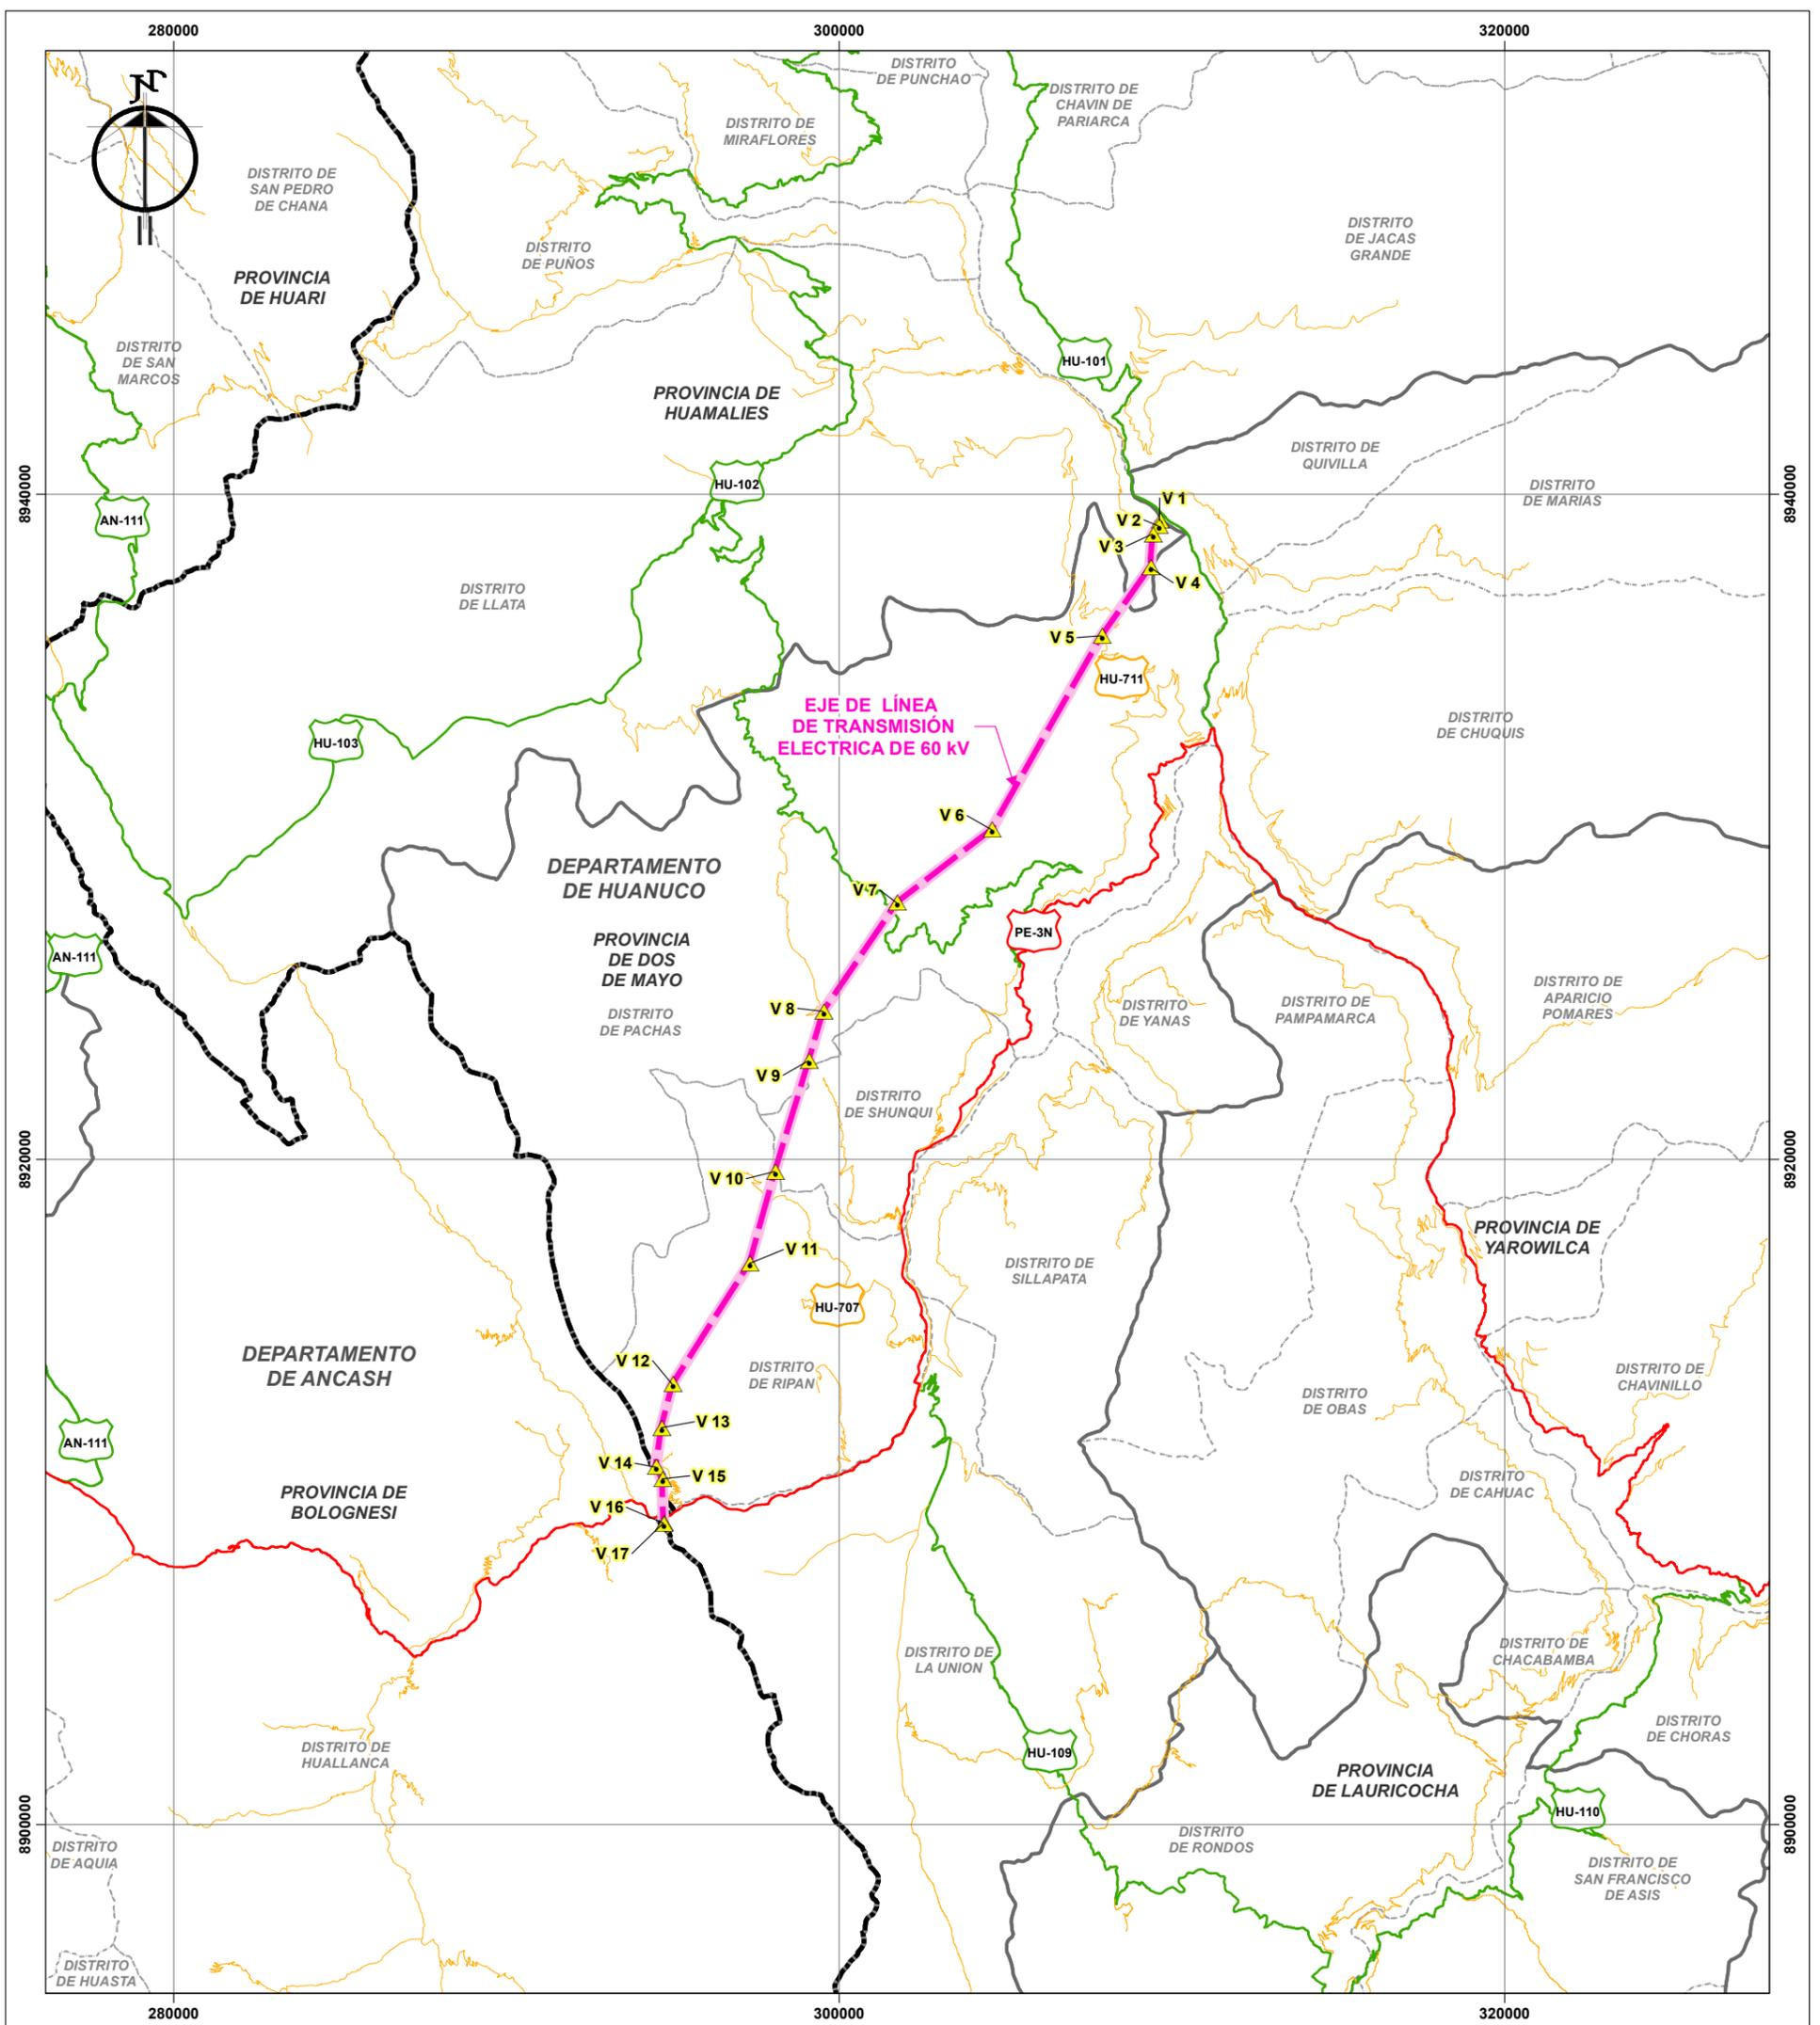 280000
300000
320000
N
DISTRITO
DE PUNCHAO
DISTRITO DE
CHAVIN DE
PARIARCA
DISTRITO DE
MIRAFLORES
DISTRITO DE
SAN PEDRO
DE CHANA
DISTRITO
DE JACAS
GRANDE
DISTRITO
DE PUÑOS
PROVINCIA
DE HUARI
DISTRITO
DE SAN
MARCOS
HU-101
PROVINCIA DE
HUAMALIES
DISTRITO DE
QUIVILLA
DISTRITO
DE MARIAS
HU-102
8940000
8940000
AN-111
V 1
V 2
V 3
V 4
DISTRITO
DE LLATA
V 5
HU-711
EJE DE LÍNEA
DE TRANSMISIÓN
ELECTRICA DE 60 kV
HU-103
DISTRITO
DE CHUQUIS
V 6
DEPARTAMENTO
DE HUANUCO
V 7
PE-3N
PROVINCIA
DE DOS
DE MAYO
AN-111
DISTRITO DE
APARICIO
POMARES
DISTRITO
DE YANAS
DISTRITO DE
PAMPAMARCA
V 8
DISTRITO
DE PACHAS
V 9
DISTRITO
DE SHUNQUI
8920000
8920000
V 10
PROVINCIA DE
YAROWILCA
V 11
DISTRITO DE
SILLAPATA
HU-707
DEPARTAMENTO
DE ANCASH
V 12
DISTRITO
DE RIPAN
DISTRITO DE
CHAVINILLO
DISTRITO
DE OBAS
V 13
AN-111
V 14
V 15
DISTRITO
DE CAHUAC
PROVINCIA DE
BOLOGNESI
V 16
V 17
DISTRITO DE
LA UNION
DISTRITO DE
CHACABAMBA
DISTRITO
DE CHORAS
DISTRITO DE
HUALLANCA
HU-109
PROVINCIA
DE LAURICOCHA
HU-110
8900000
8900000
DISTRITO
DE AQUIA
DISTRITO
DE RONDOS
DISTRITO DE
SAN FRANCISCO
DE ASIS
DISTRITO
DE HUASTA
280000
300000
320000